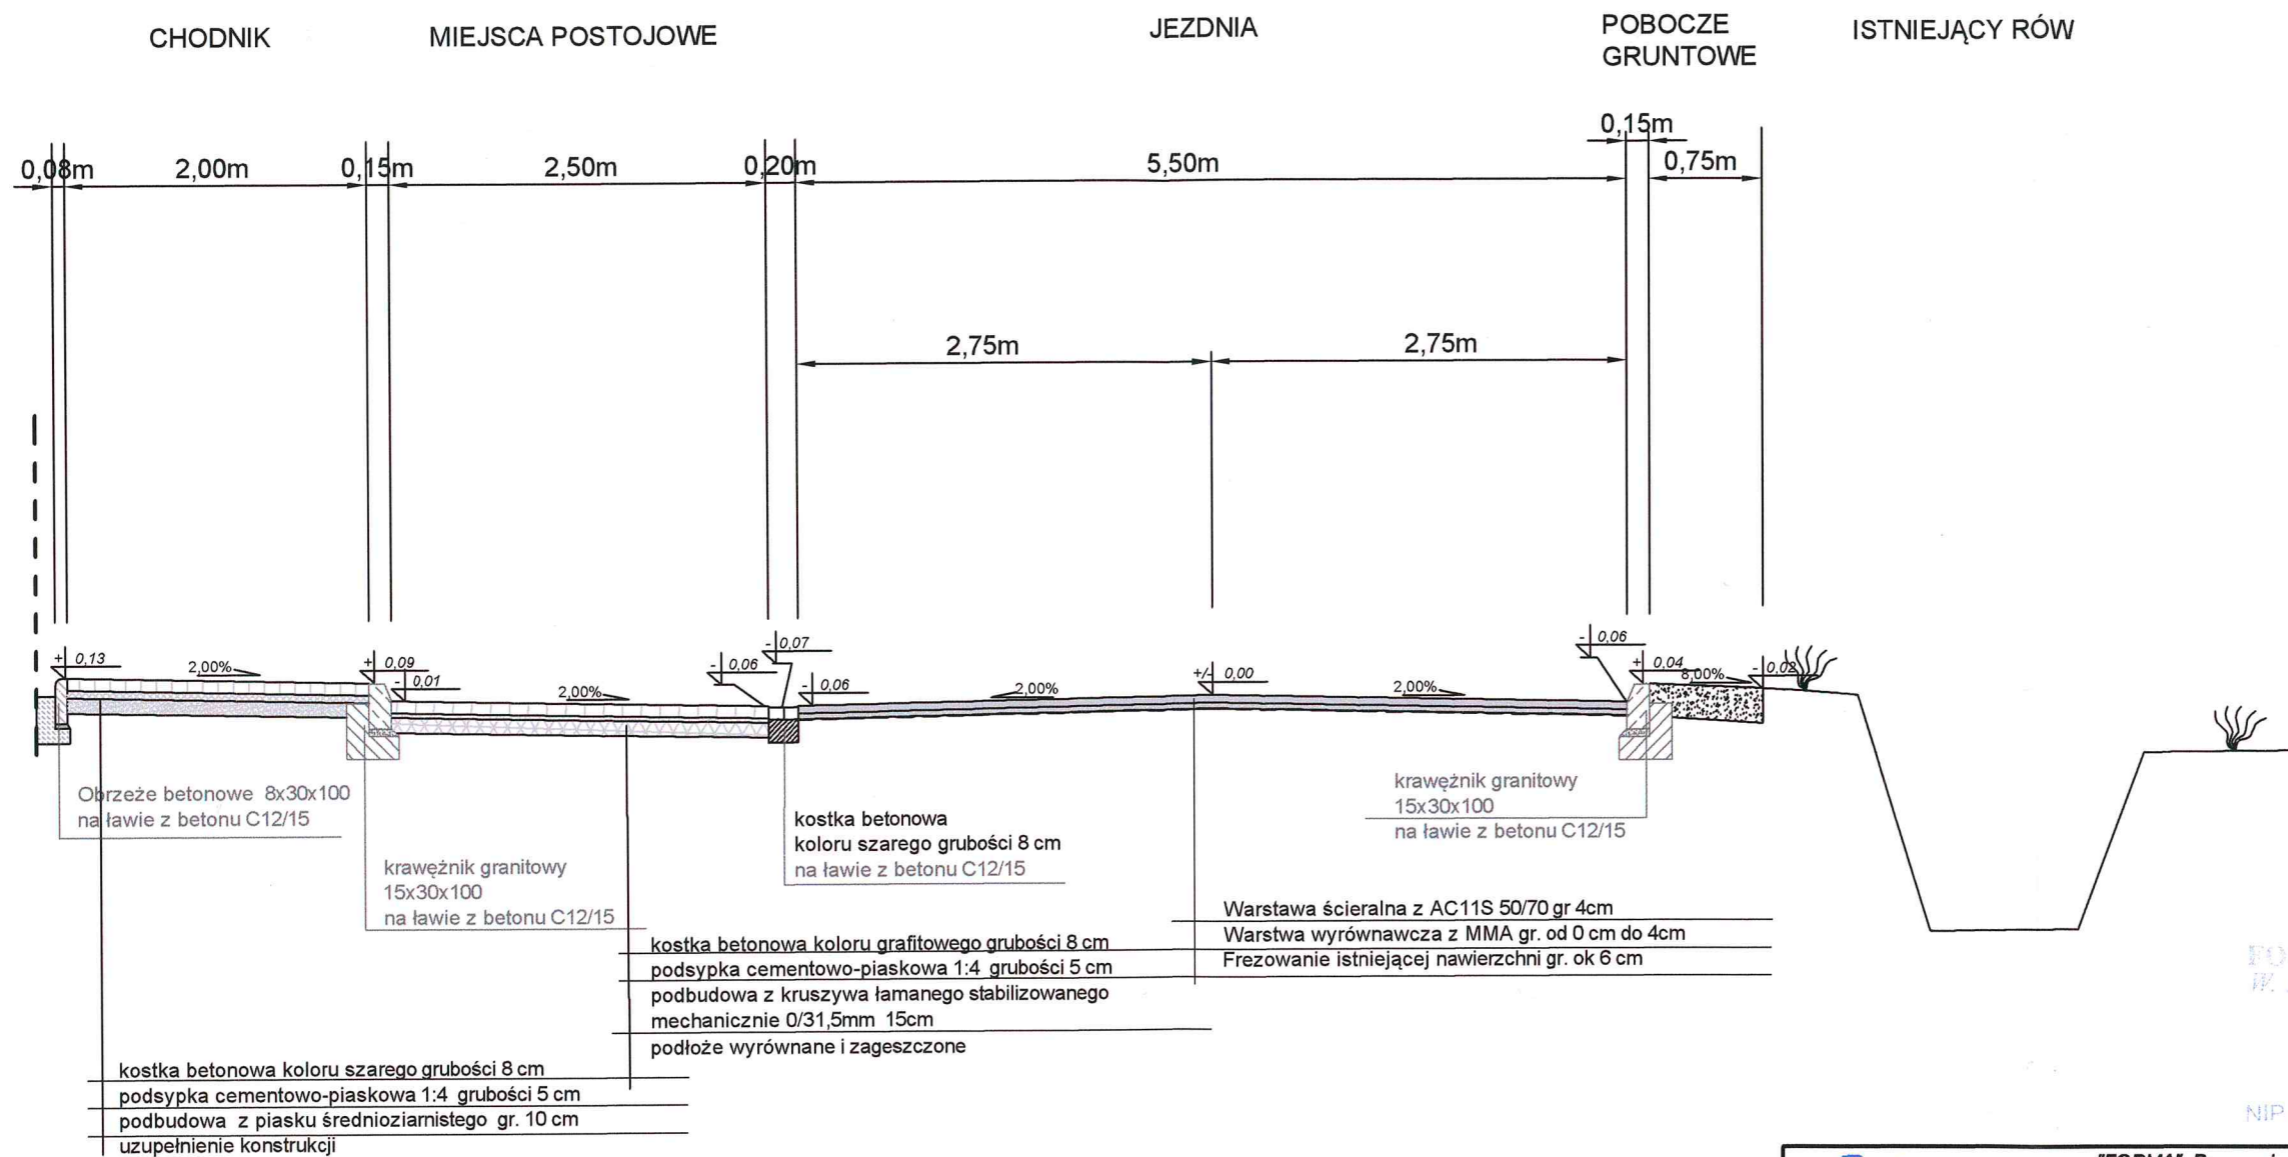 CHODNIK
MIEJSCA POSTOJOWE
JEZDNIA
POBOCZE
GRUNTOWE
ISTNIEJĄCY RÓW
0,08m
2,00m
0,15m
2,50m
0,20m
5,50m
0,15m
0,75m
2,75m
2,75m
+ 0,13
2,00%
+ 0,09
- 0,01
2,00%
- 0,06
- 0,07
- 0,06
2,00%
+/- 0,00
2,00%
- 0,06
+ 0,04
8,00%
- 0,02
Obrzeże betonowe 8x30x100
na ławie z betonu C12/15
krawężnik granitowy
15x30x100
na ławie z betonu C12/15
kostka betonowa
koloru szarego grubości 8 cm
na ławie z betonu C12/15
krawężnik granitowy
15x30x100
na ławie z betonu C12/15
Warstawa ścieralna z AC11S 50/70 gr 4cm
Warstwa wyrównawcza z MMA gr. od 0 cm do 4cm
Frezowanie istniejącej nawierzchni gr. ok 6 cm
kostka betonowa koloru grafitowego grubości 8 cm
podsypka cementowo-piaskowa 1:4 grubości 5 cm
podbudowa z kruszywa łamanego stabilizowanego
mechanicznie 0/31,5mm 15cm
podłoże wyrównane i zageszczone
kostka betonowa koloru szarego grubości 8 cm
podsypka cementowo-piaskowa 1:4 grubości 5 cm
podbudowa z piasku średnioziarnistego gr. 10 cm
uzupełnienie konstrukcji
FO
W.
NIP